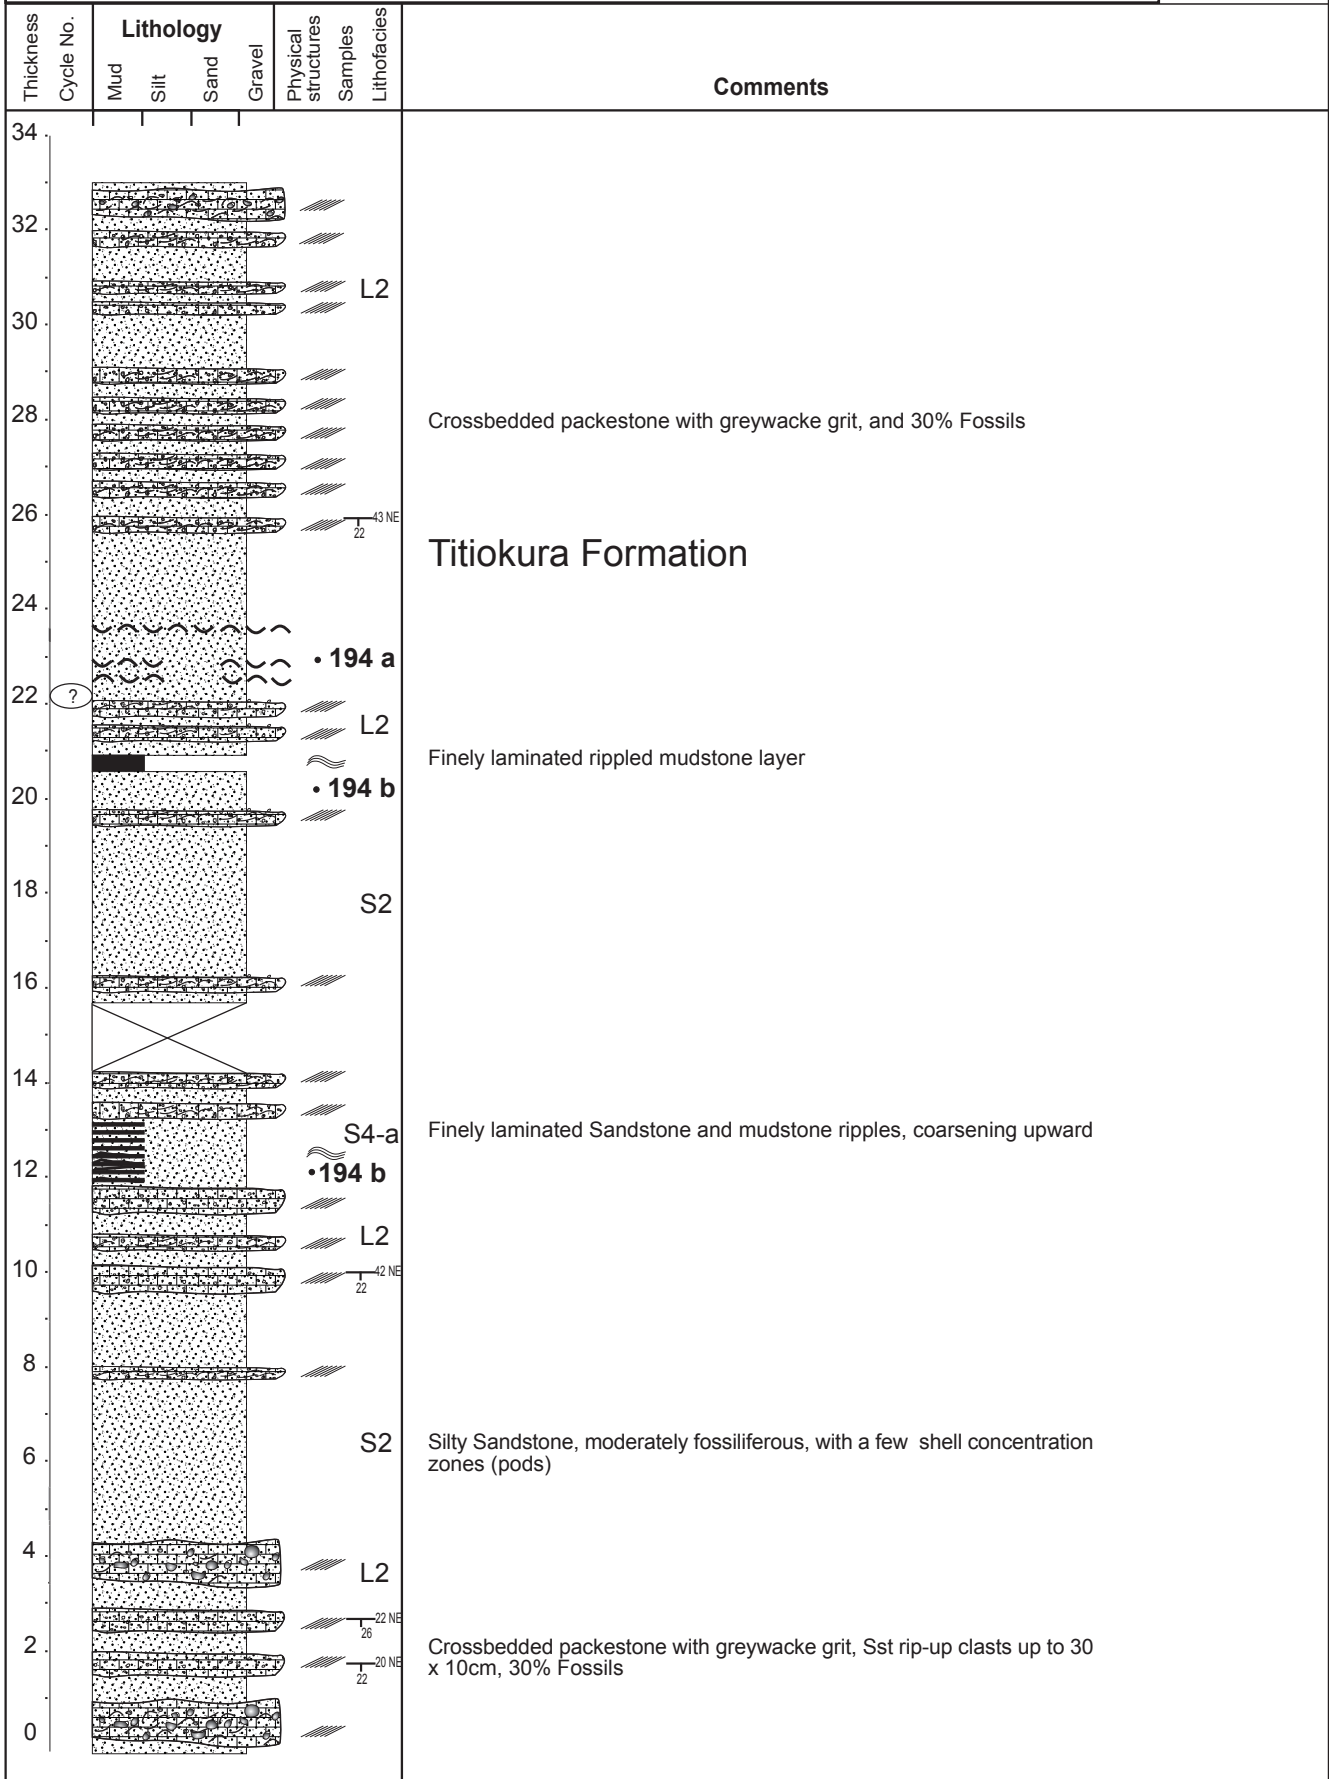 Thickness
Cycle No.
Lithology
Mud
Silt
Sand
Gravel
Physical structures
Samples
Lithofacies
Comments
34
32
L2
30
28
Crossbedded packestone with greywacke grit, and 30% Fossils
26
43 NE
22
Titiokura Formation
24
194 a
22
?
L2
Finely laminated rippled mudstone layer
20
194 b
18
S2
16
14
S4-a
Finely laminated Sandstone and mudstone ripples, coarsening upward
12
194 b
L2
10
42 NE
22
8
S2
Silty Sandstone, moderately fossiliferous, with a few shell concentration
zones (pods)
6
4
L2
22 NE
26
2
Crossbedded packestone with greywacke grit, Sst rip-up clasts up to 30
x 10cm, 30% Fossils
20 NE
22
0